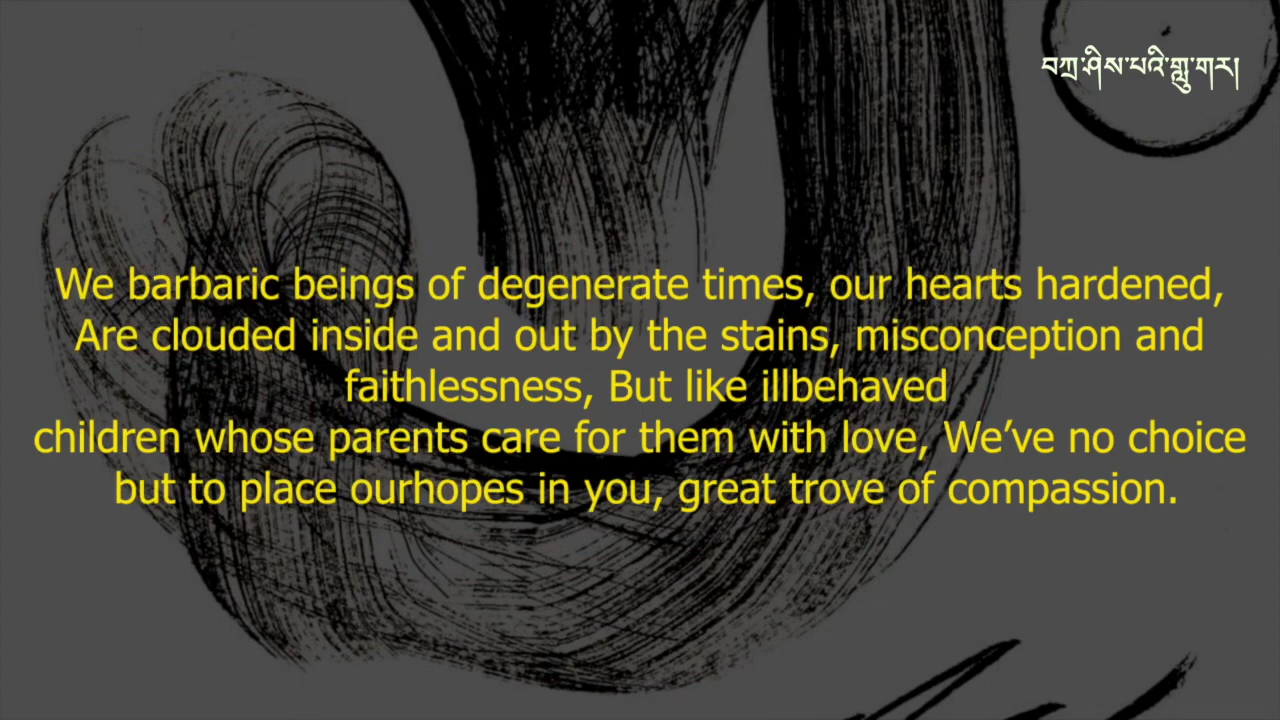 བཀྲ་ཤིས་པའི་གླུ་གར།
We barbaric beings of degenerate times, our hearts hardened,
Are clouded inside and out by the stains, misconception and
faithlessness, But like illbehaved
children whose parents care for them with love, We’ve no choice
but to place ourhopes in you, great trove of compassion.